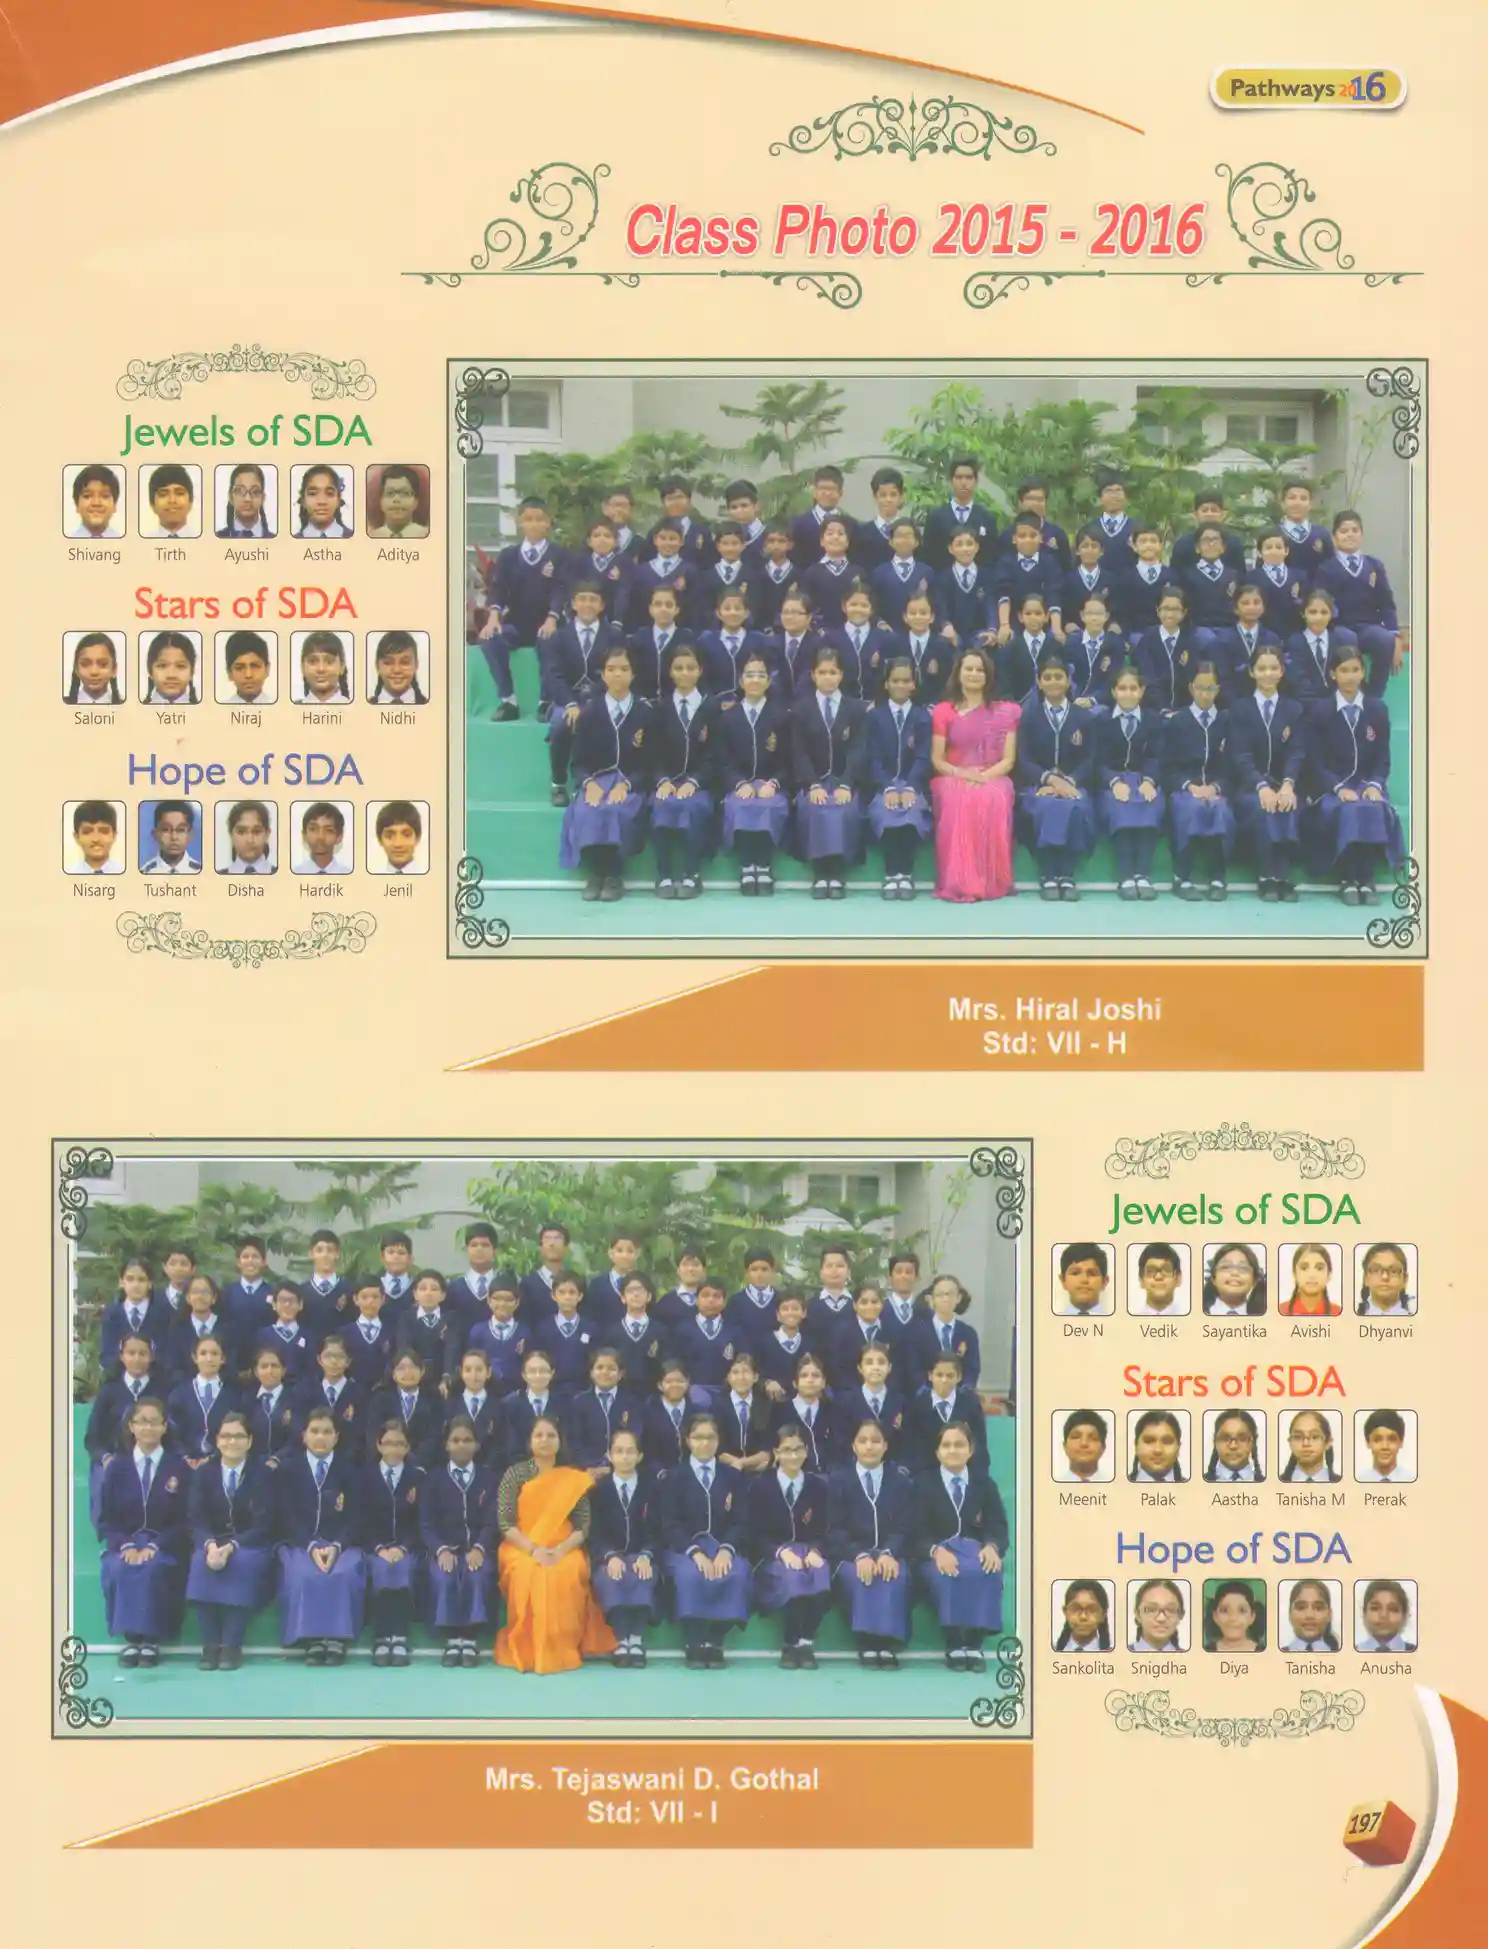 Pathways 2016
Class Photo 2015 - 2016
Jewels of SDA
Shivang Tirth Ayushi Astha Aditya
Stars of SDA
Saloni Yatri Niraj Harini Nidhi
Hope of SDA
Nisarg Tushant Disha Hardik Jenil
Mrs. Hiral Joshi
Std: VII - H
Jewels of SDA
Dev N Vedik Sayantika Avishi Dhyanvi
Stars of SDA
Meenit Palak Aastha Tanisha M Prerak
Hope of SDA
Sankolita Snigdha Diya Tanisha Anusha
Mrs. Tejaswani D. Gothal
Std: VII - I
197